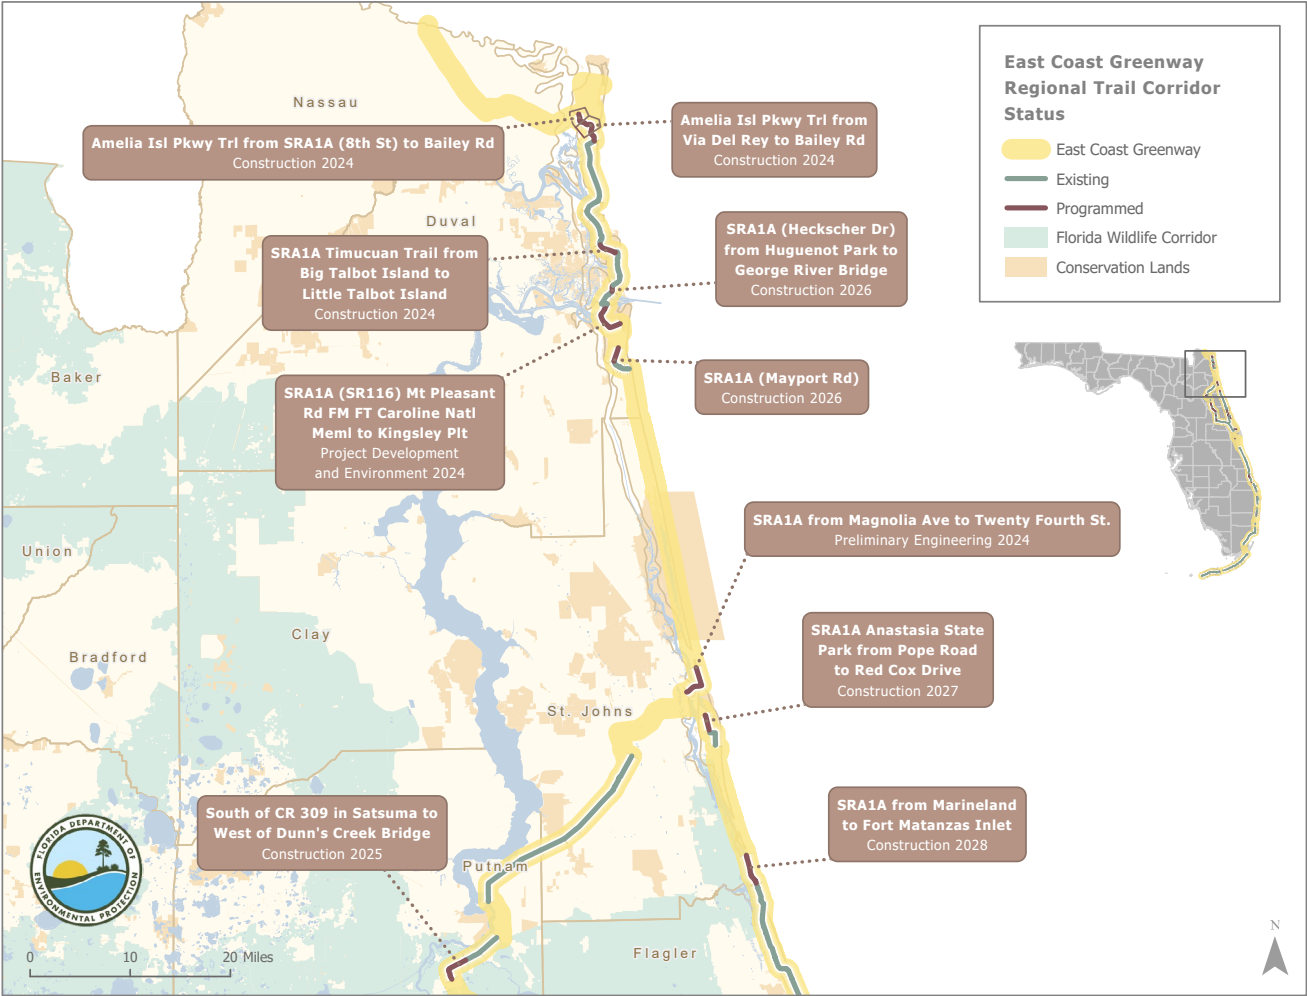 East Coast Greenway
Regional Trail Corridor
Status
East Coast Greenway
Existing
Programmed
Florida Wildlife Corridor
Conservation Lands
Nassau
Amelia Isl Pkwy Trl from SRA1A (8th St) to Bailey Rd
Construction 2024
Amelia Isl Pkwy Trl from
Via Del Rey to Bailey Rd
Construction 2024
Duval
SRA1A Timucuan Trail from
Big Talbot Island to
Little Talbot Island
Construction 2024
SRA1A (Heckscher Dr)
from Huguenot Park to
George River Bridge
Construction 2026
Baker
SRA1A (SR116) Mt Pleasant
Rd FM FT Caroline Natl
Meml to Kingsley Plt
Project Development
and Environment 2024
SRA1A (Mayport Rd)
Construction 2026
Union
SRA1A from Magnolia Ave to Twenty Fourth St.
Preliminary Engineering 2024
Clay
Bradford
SRA1A Anastasia State
Park from Pope Road
to Red Cox Drive
Construction 2027
St. Johns
South of CR 309 in Satsuma to
West of Dunn's Creek Bridge
Construction 2025
SRA1A from Marineland
to Fort Matanzas Inlet
Construction 2028
Putnam
FLORIDA DEPARTMENT OF
ENVIRONMENTAL PROTECTION
Flagler
0 10 20 Miles
N